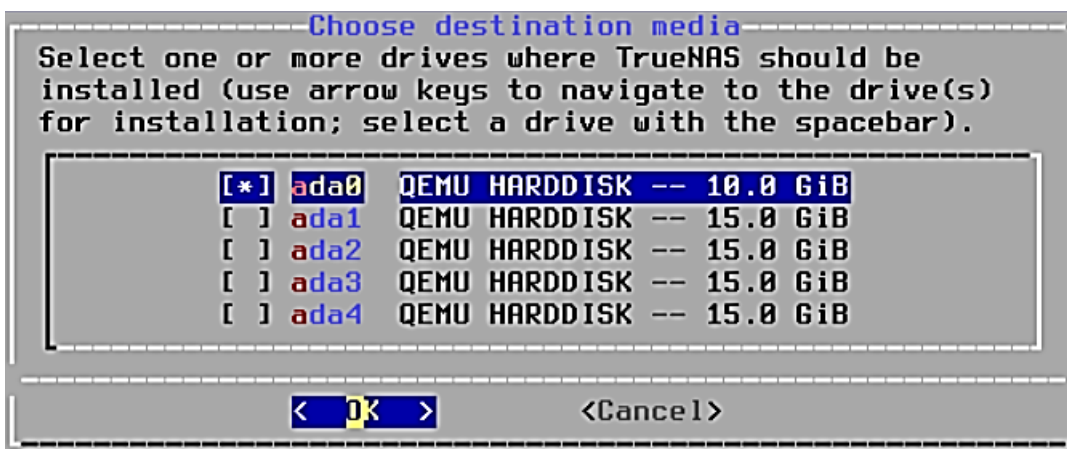 Choose destination media
Select one or more drives where TrueNAS should be
installed (use arrow keys to navigate to the drive(s)
for installation; select a drive with the spacebar).
[*] ada0 QEMU HARDDISK -- 10.0 GiB
[ ] ada1 QEMU HARDDISK -- 15.0 GiB
[ ] ada2 QEMU HARDDISK -- 15.0 GiB
[ ] ada3 QEMU HARDDISK -- 15.0 GiB
[ ] ada4 QEMU HARDDISK -- 15.0 GiB
< OK > <Cancel>